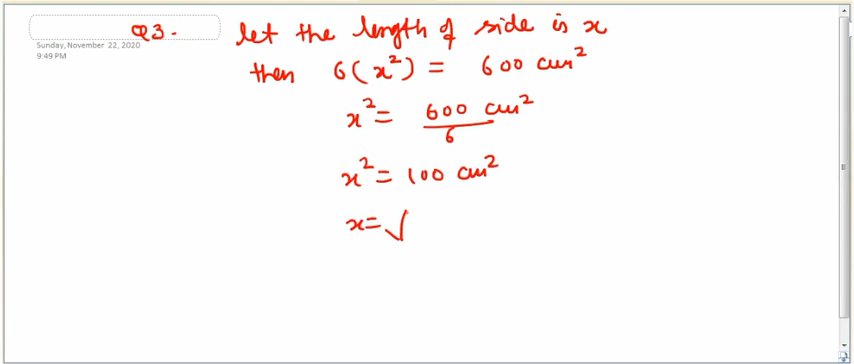 Q3.
let the length of side is x
Sunday, November 22, 2020
9:49 PM
then 6(x²) = 600 cm²
x² = 600 cm² / 6
x² = 100 cm²
x = √